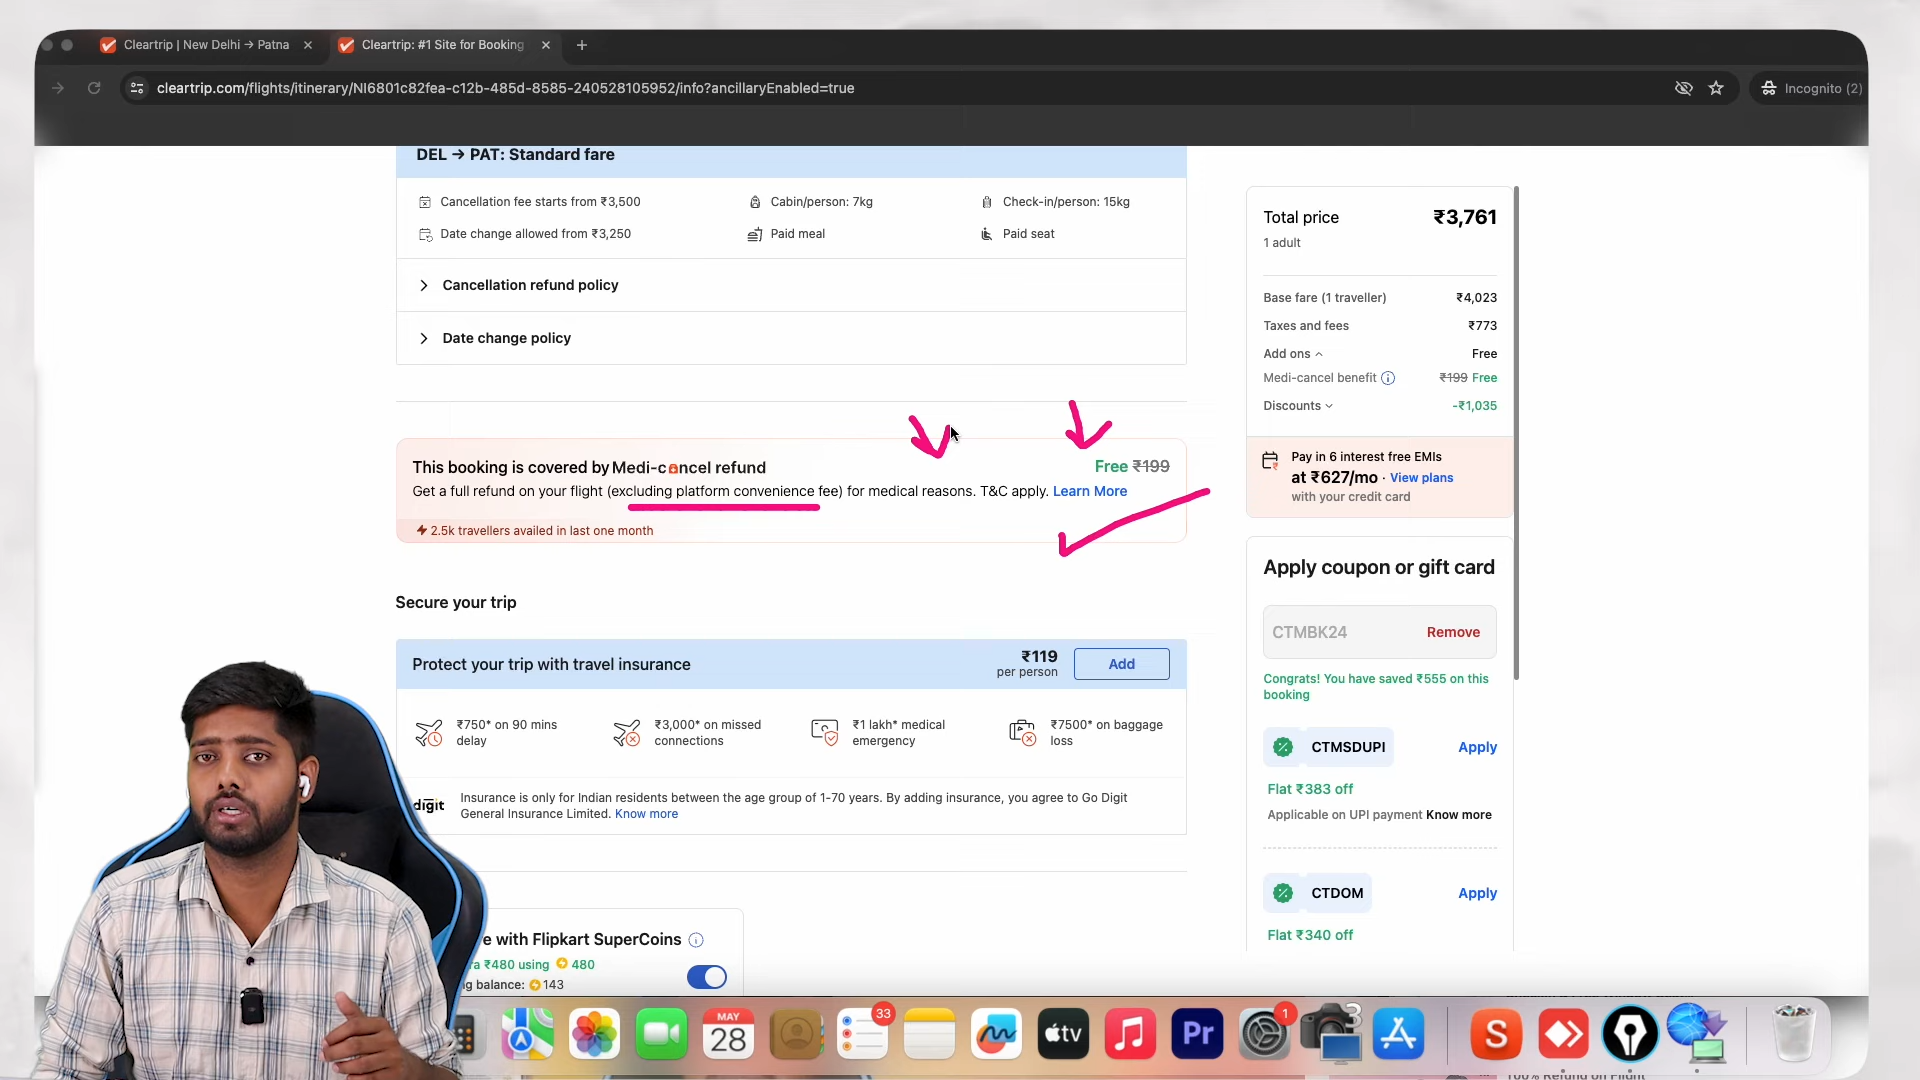 Cleartrip | New Delhi → Patna
Cleartrip: #1 Site for Booking
cleartrip.com/flights/itinerary/NI6801c82fea-c12b-485d-8585-240528105952/info?ancillaryEnabled=true
Incognito (2)
DEL → PAT: Standard fare
Cancellation fee starts from ₹3,500
Cabin/person: 7kg
Check-in/person: 15kg
Date change allowed from ₹3,250
Paid meal
Paid seat
Cancellation refund policy
Date change policy
This booking is covered by Medi-cancel refund
Free ₹199
Get a full refund on your flight (excluding platform convenience fee) for medical reasons. T&C apply. Learn More
2.5k travellers availed in last one month
Secure your trip
Protect your trip with travel insurance
₹119
per person
Add
₹750* on 90 mins
delay
₹3,000* on missed
connections
₹1 lakh* medical
emergency
₹7500* on baggage
loss
digit
Insurance is only for Indian residents between the age group of 1-70 years. By adding insurance, you agree to Go Digit
General Insurance Limited. Know more
e with Flipkart SuperCoins
ra ₹480 using 480
g balance: 143
Total price
₹3,761
1 adult
Base fare (1 traveller)
₹4,023
Taxes and fees
₹773
Add ons
Free
Medi-cancel benefit
₹199 Free
Discounts
-₹1,035
Pay in 6 interest free EMIs
at ₹627/mo · View plans
with your credit card
Apply coupon or gift card
CTMBK24
Remove
Congrats! You have saved ₹555 on this
booking
CTMSDUPI
Apply
Flat ₹383 off
Applicable on UPI payment Know more
CTDOM
Apply
Flat ₹340 off
MAY
28
33
tv
Pr
1
3
S
100% Refund on Flight